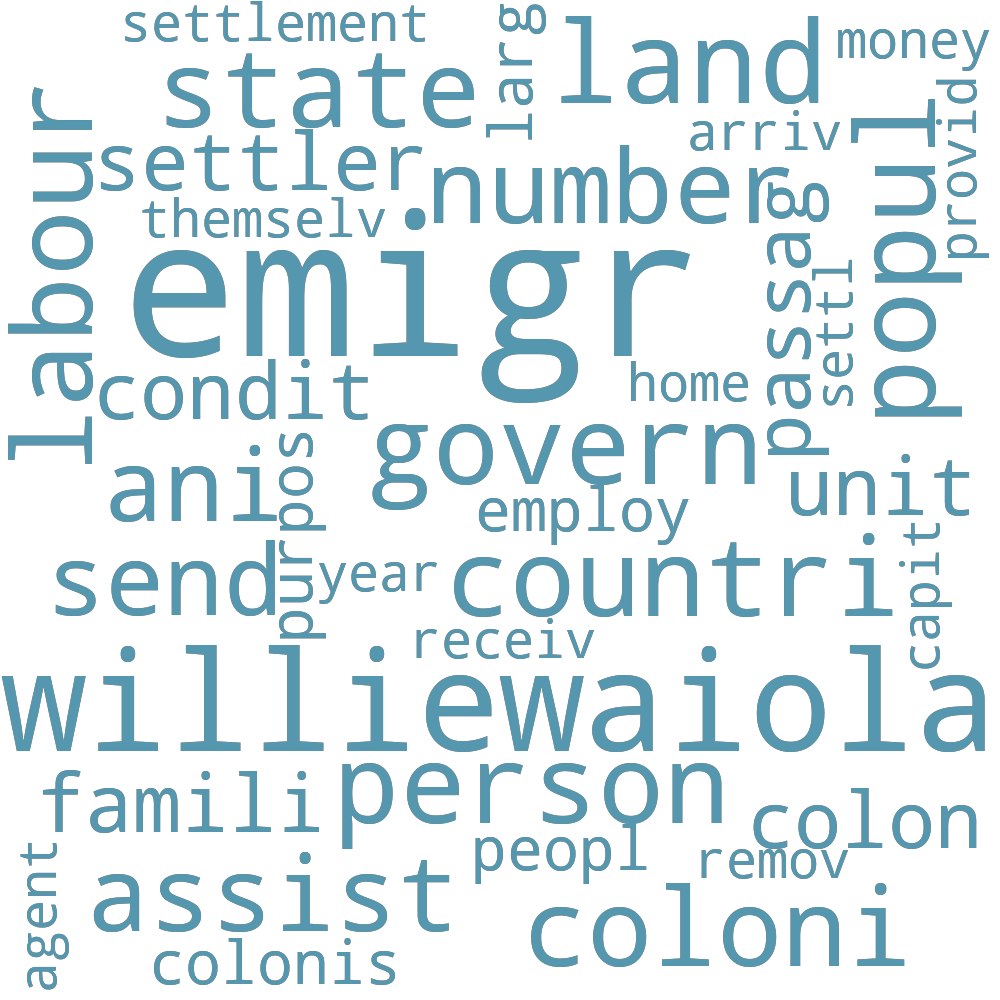 settlement
larg
land
money
state
labour
popul
provid
arriv
settler
number
themselv
passag
emigr
settl
condit
home
govern
purpos
ani
unit
employ
send
year
countri
capit
receiv
williewaiola
person
famili
colon
peopl
remov
agent
assist
coloni
colonis